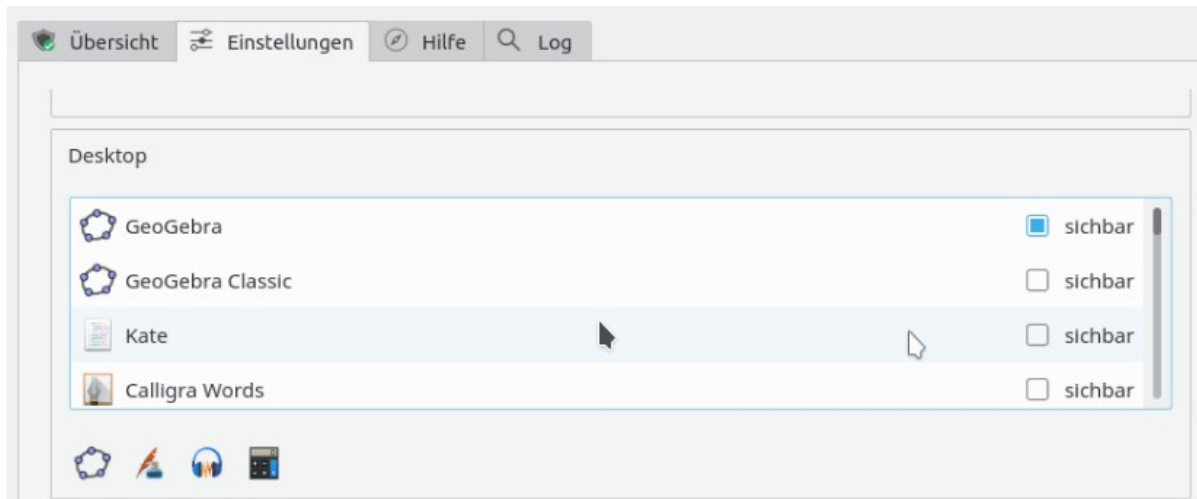 Übersicht Einstellungen Hilfe Log
Desktop
GeoGebra sichbar
GeoGebra Classic sichbar
Kate sichbar
Calligra Words sichbar